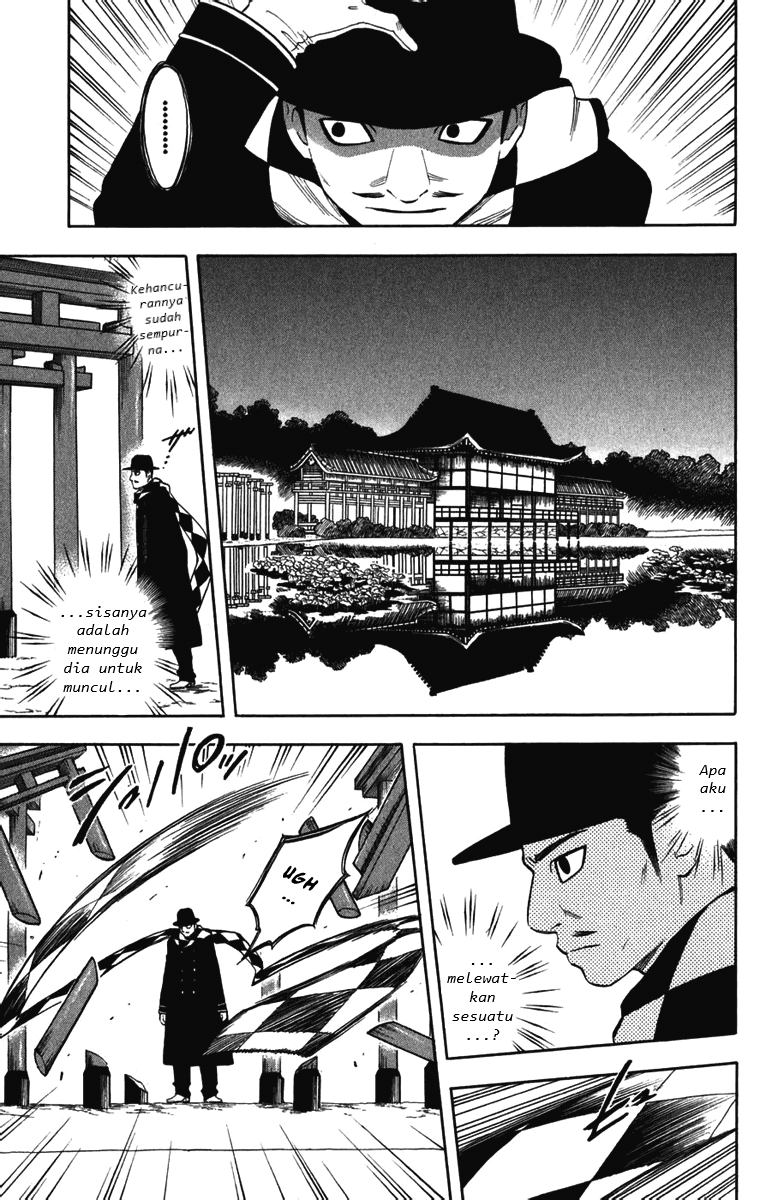 .........
Kehancu-
rannya
sudah
sempur-
na...
...sisanya
adalah
menunggu
dia untuk
muncul...
Apa
aku
...
...
melewat-
kan
sesuatu
...?
UGH
...